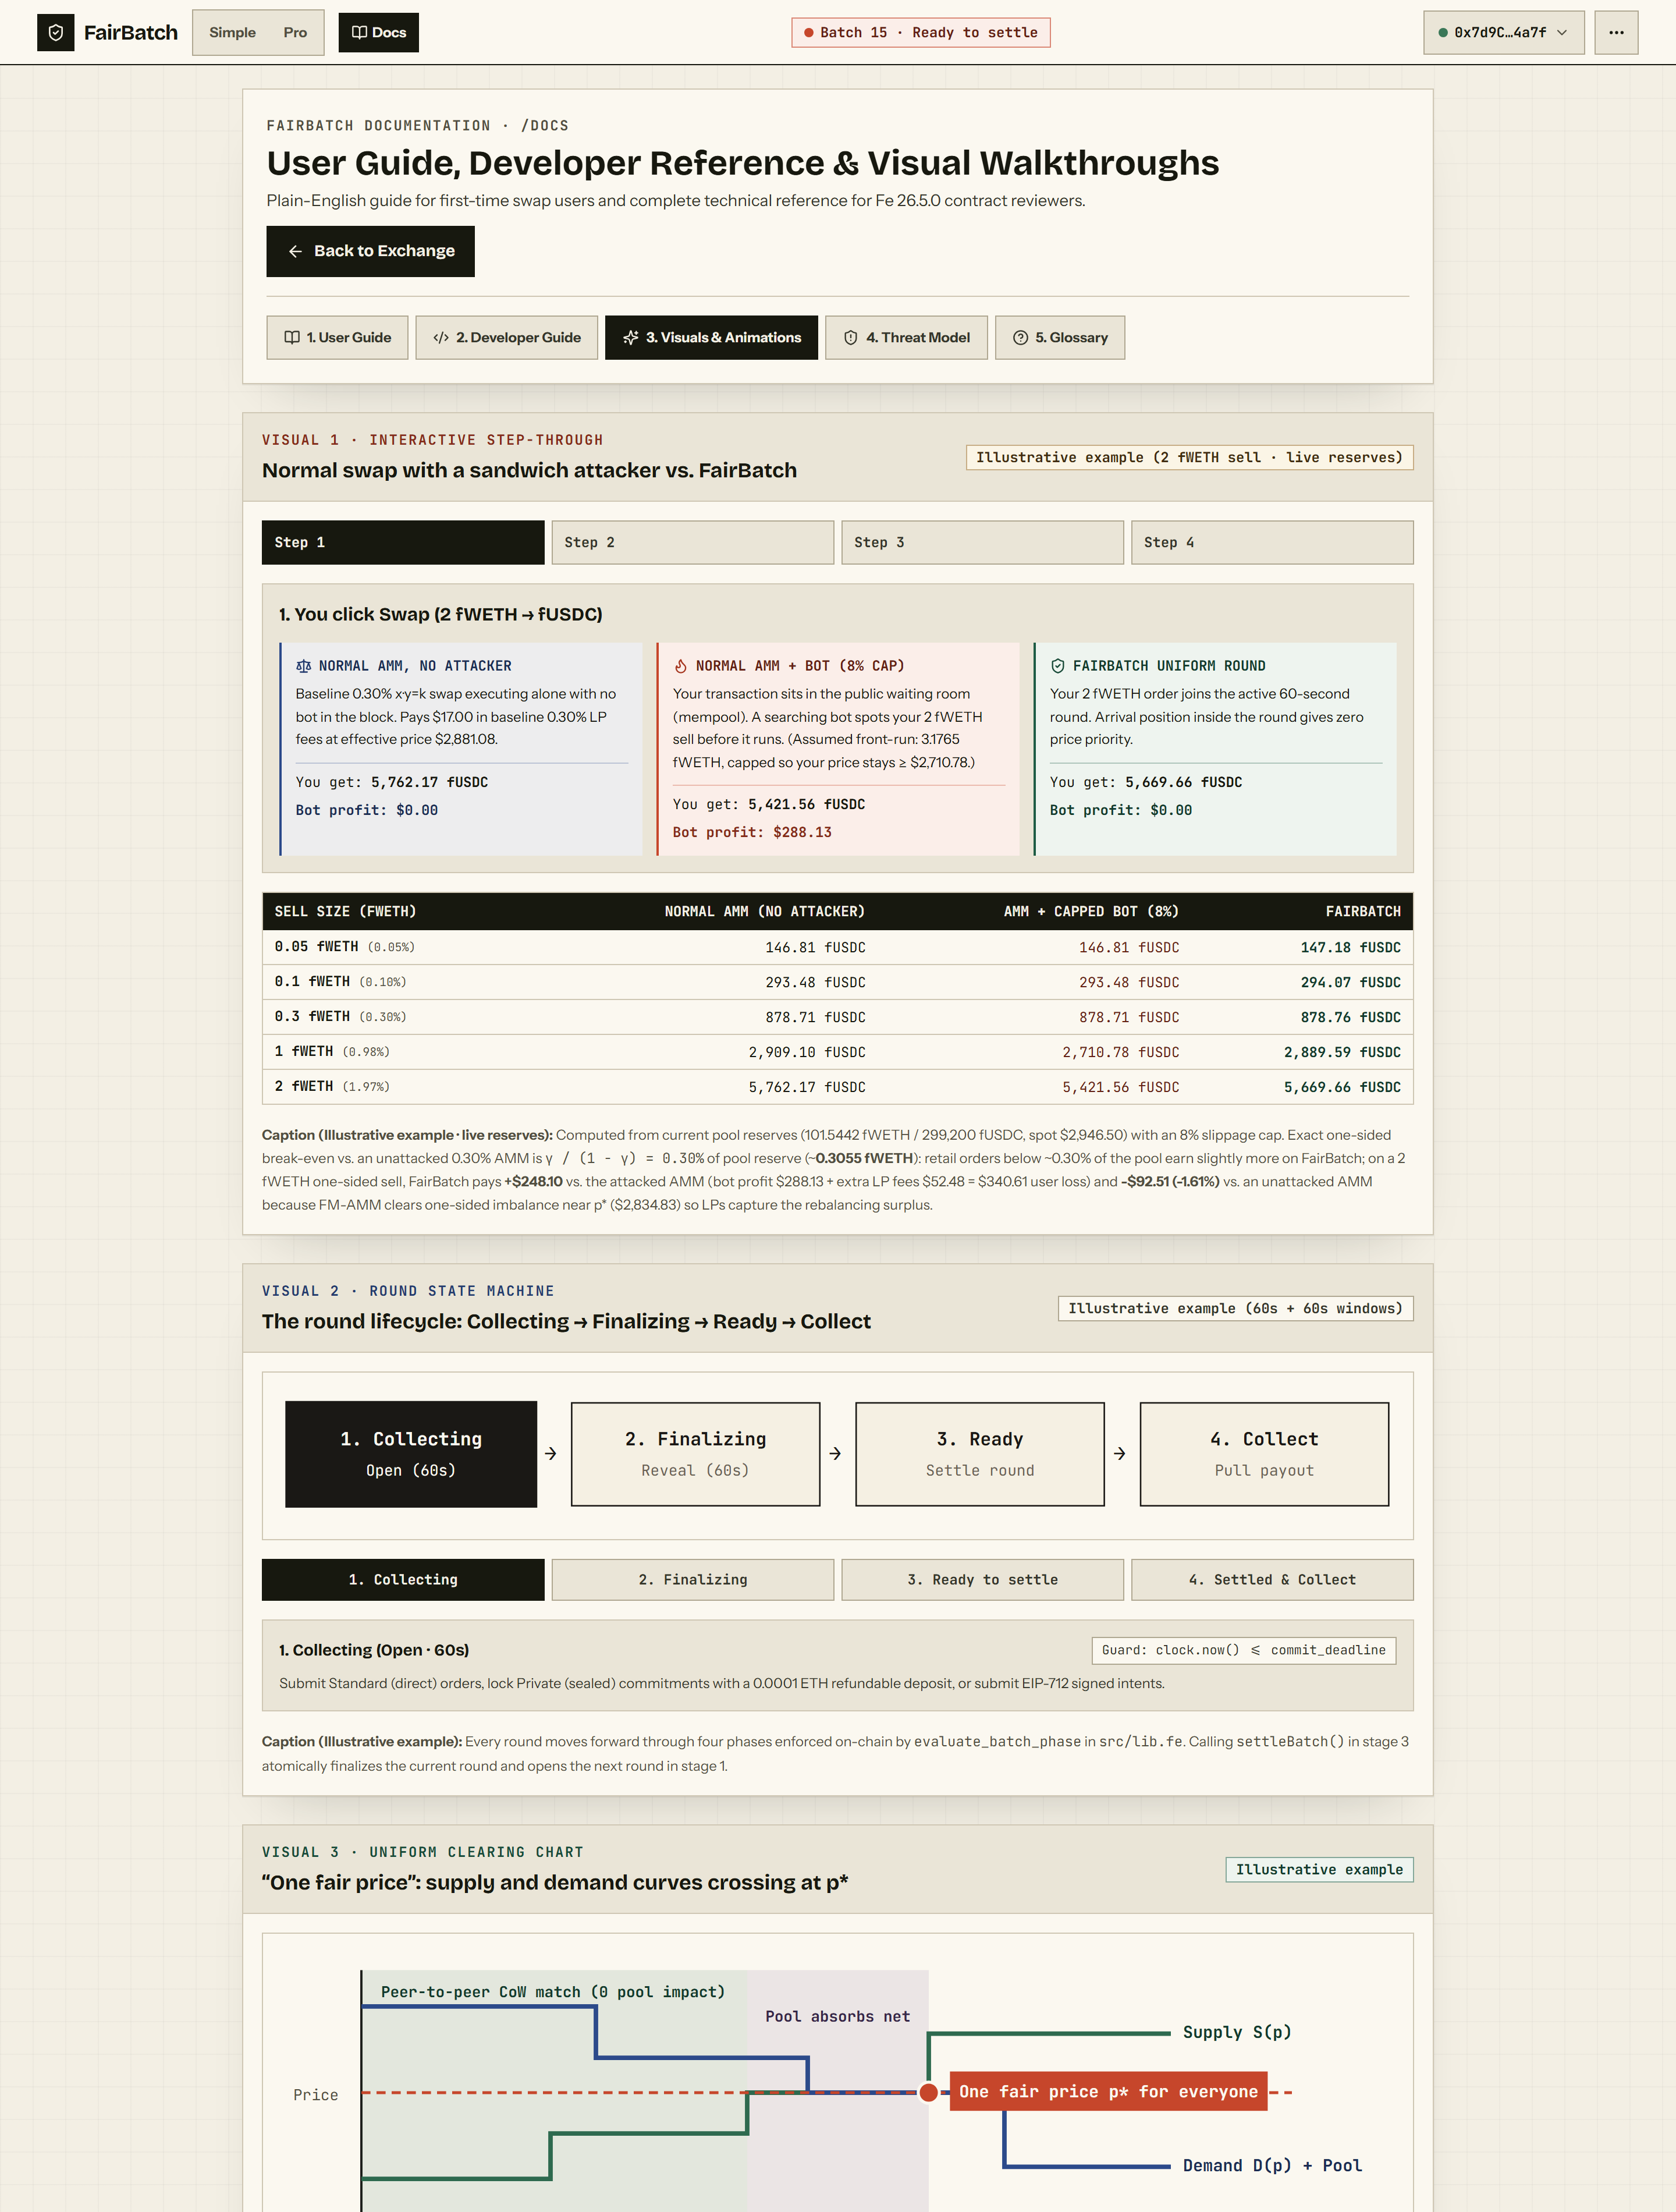 FairBatch
Simple
Pro
Docs
Batch 15 · Ready to settle
0x7d9C…4a7f
FAIRBATCH DOCUMENTATION · /DOCS
User Guide, Developer Reference & Visual Walkthroughs
Plain-English guide for first-time swap users and complete technical reference for Fe 26.5.0 contract reviewers.
← Back to Exchange
1. User Guide
2. Developer Guide
3. Visuals & Animations
4. Threat Model
5. Glossary
VISUAL 1 · INTERACTIVE STEP-THROUGH
Normal swap with a sandwich attacker vs. FairBatch
Illustrative example (2 fWETH sell · live reserves)
Step 1
Step 2
Step 3
Step 4
1. You click Swap (2 fWETH → fUSDC)
NORMAL AMM, NO ATTACKER
Baseline 0.30% x·y=k swap executing alone with no
bot in the block. Pays $17.00 in baseline 0.30% LP
fees at effective price $2,881.08.
You get: 5,762.17 fUSDC
Bot profit: $0.00
NORMAL AMM + BOT (8% CAP)
Your transaction sits in the public waiting room
(mempool). A searching bot spots your 2 fWETH
sell before it runs. (Assumed front-run: 3.1765
fWETH, capped so your price stays ≥ $2,710.78.)
You get: 5,421.56 fUSDC
Bot profit: $288.13
FAIRBATCH UNIFORM ROUND
Your 2 fWETH order joins the active 60-second
round. Arrival position inside the round gives zero
price priority.
You get: 5,669.66 fUSDC
Bot profit: $0.00
SELL SIZE (FWETH) NORMAL AMM (NO ATTACKER) AMM + CAPPED BOT (8%) FAIRBATCH
0.05 fWETH (0.05%) 146.81 fUSDC 146.81 fUSDC 147.18 fUSDC
0.1 fWETH (0.10%) 293.48 fUSDC 293.48 fUSDC 294.07 fUSDC
0.3 fWETH (0.30%) 878.71 fUSDC 878.71 fUSDC 878.76 fUSDC
1 fWETH (0.98%) 2,909.10 fUSDC 2,710.78 fUSDC 2,889.59 fUSDC
2 fWETH (1.97%) 5,762.17 fUSDC 5,421.56 fUSDC 5,669.66 fUSDC
Caption (Illustrative example · live reserves): Computed from current pool reserves (101.5442 fWETH / 299,200 fUSDC, spot $2,946.50) with an 8% slippage cap. Exact one-sided
break-even vs. an unattacked 0.30% AMM is γ / (1 - γ) = 0.30% of pool reserve (~0.3055 fWETH): retail orders below ~0.30% of the pool earn slightly more on FairBatch; on a 2
fWETH one-sided sell, FairBatch pays +$248.10 vs. the attacked AMM (bot profit $288.13 + extra LP fees $52.48 = $340.61 user loss) and -$92.51 (-1.61%) vs. an unattacked AMM
because FM-AMM clears one-sided imbalance near p* ($2,834.83) so LPs capture the rebalancing surplus.
VISUAL 2 · ROUND STATE MACHINE
The round lifecycle: Collecting → Finalizing → Ready → Collect
Illustrative example (60s + 60s windows)
1. Collecting
Open (60s)
→
2. Finalizing
Reveal (60s)
→
3. Ready
Settle round
→
4. Collect
Pull payout
1. Collecting
2. Finalizing
3. Ready to settle
4. Settled & Collect
1. Collecting (Open · 60s)
Guard: clock.now() ⩽ commit_deadline
Submit Standard (direct) orders, lock Private (sealed) commitments with a 0.0001 ETH refundable deposit, or submit EIP-712 signed intents.
Caption (Illustrative example): Every round moves forward through four phases enforced on-chain by evaluate_batch_phase in src/lib.fe. Calling settleBatch() in stage 3
atomically finalizes the current round and opens the next round in stage 1.
VISUAL 3 · UNIFORM CLEARING CHART
“One fair price”: supply and demand curves crossing at p*
Illustrative example
Peer-to-peer CoW match (0 pool impact)
Pool absorbs net
Supply S(p)
Price
One fair price p* for everyone
Demand D(p) + Pool